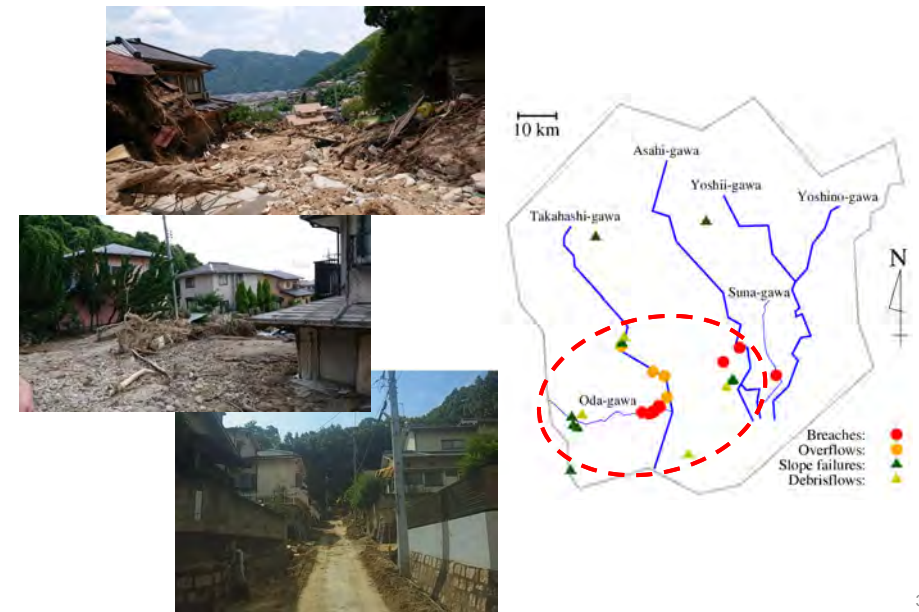 10 km
Asahi-gawa
Yoshii-gawa
Yoshino-gawa
Takahashi-gawa
N
Suna-gawa
Oda-gawa
Breaches:
Overflows:
Slope failures:
Debrisflows: